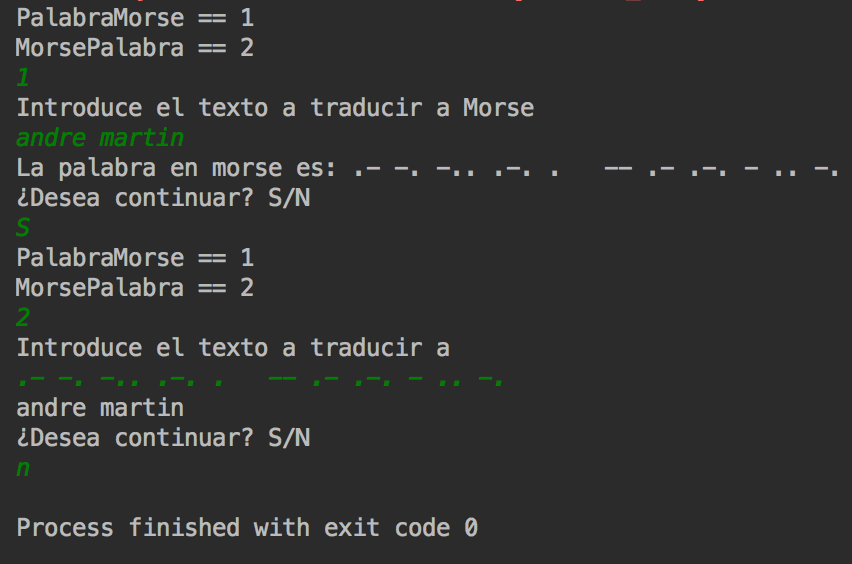 PalabraMorse == 1
MorsePalabra == 2
1
Introduce el texto a traducir a Morse
andre martin
La palabra en morse es: .— —. —.. .—. .   —— .— .—. — .. —.
¿Desea continuar? S/N
S
PalabraMorse == 1
MorsePalabra == 2
2
Introduce el texto a traducir a
.— —. —.. .—. .   —— .— .—. — .. —.
andre martin
¿Desea continuar? S/N
n
Process finished with exit code 0